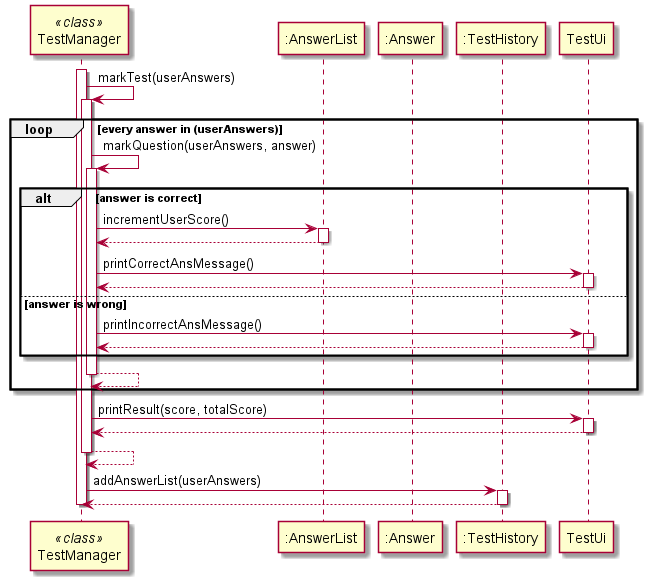 «class»
TestManager
:AnswerList
:Answer
:TestHistory
TestUi
markTest(userAnswers)
loop
[every answer in (userAnswers)]
markQuestion(userAnswers, answer)
alt
[answer is correct]
incrementUserScore()
printCorrectAnsMessage()
[answer is wrong]
printIncorrectAnsMessage()
printResult(score, totalScore)
addAnswerList(userAnswers)
«class»
TestManager
:AnswerList
:Answer
:TestHistory
TestUi